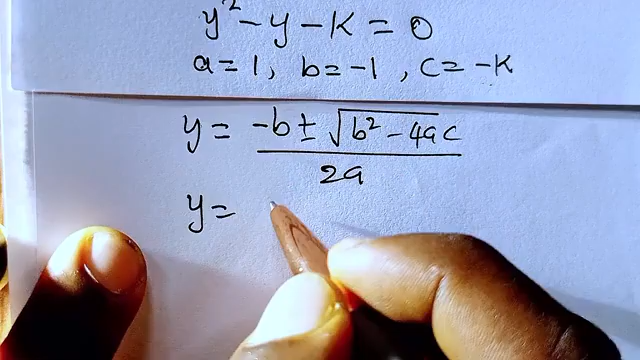 y² - y - K = 0
a = 1, b = -1, c = -K
y = -b ± √b² - 4ac
2a
y =